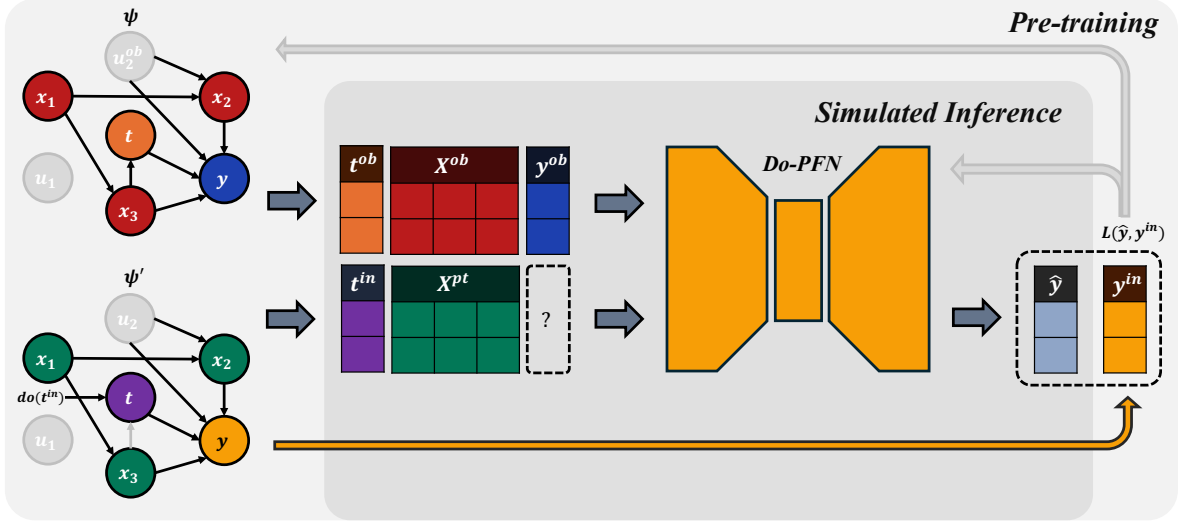 Pre-training
Simulated Inference
ψ
u₂ᵒᵇ
x₁
x₂
t
u₁
y
x₃
tᵒᵇ
Xᵒᵇ
yᵒᵇ
Do-PFN
L(ŷ, yⁱⁿ)
ψ′
tⁱⁿ
Xᵖᵗ
?
ŷ
yⁱⁿ
u₂
x₁
x₂
do(tⁱⁿ)
t
u₁
y
x₃